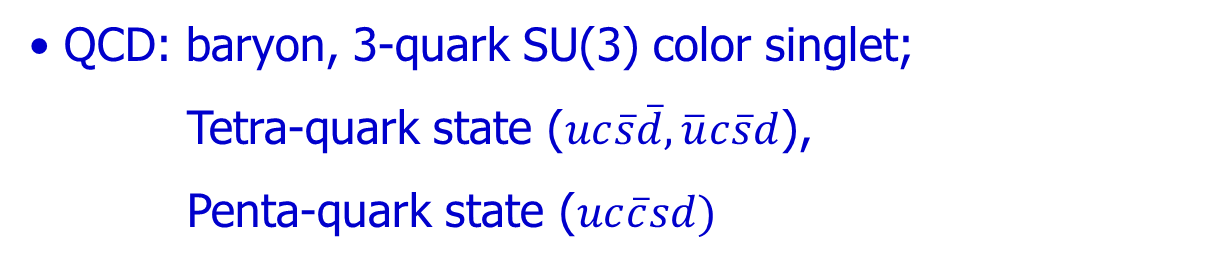 • QCD: baryon, 3-quark SU(3) color singlet;
Tetra-quark state (𝑢𝑐𝑠̄𝑑̄, 𝑢̄𝑐𝑠̄𝑑),
Penta-quark state (𝑢𝑐𝑐̄𝑠𝑑)